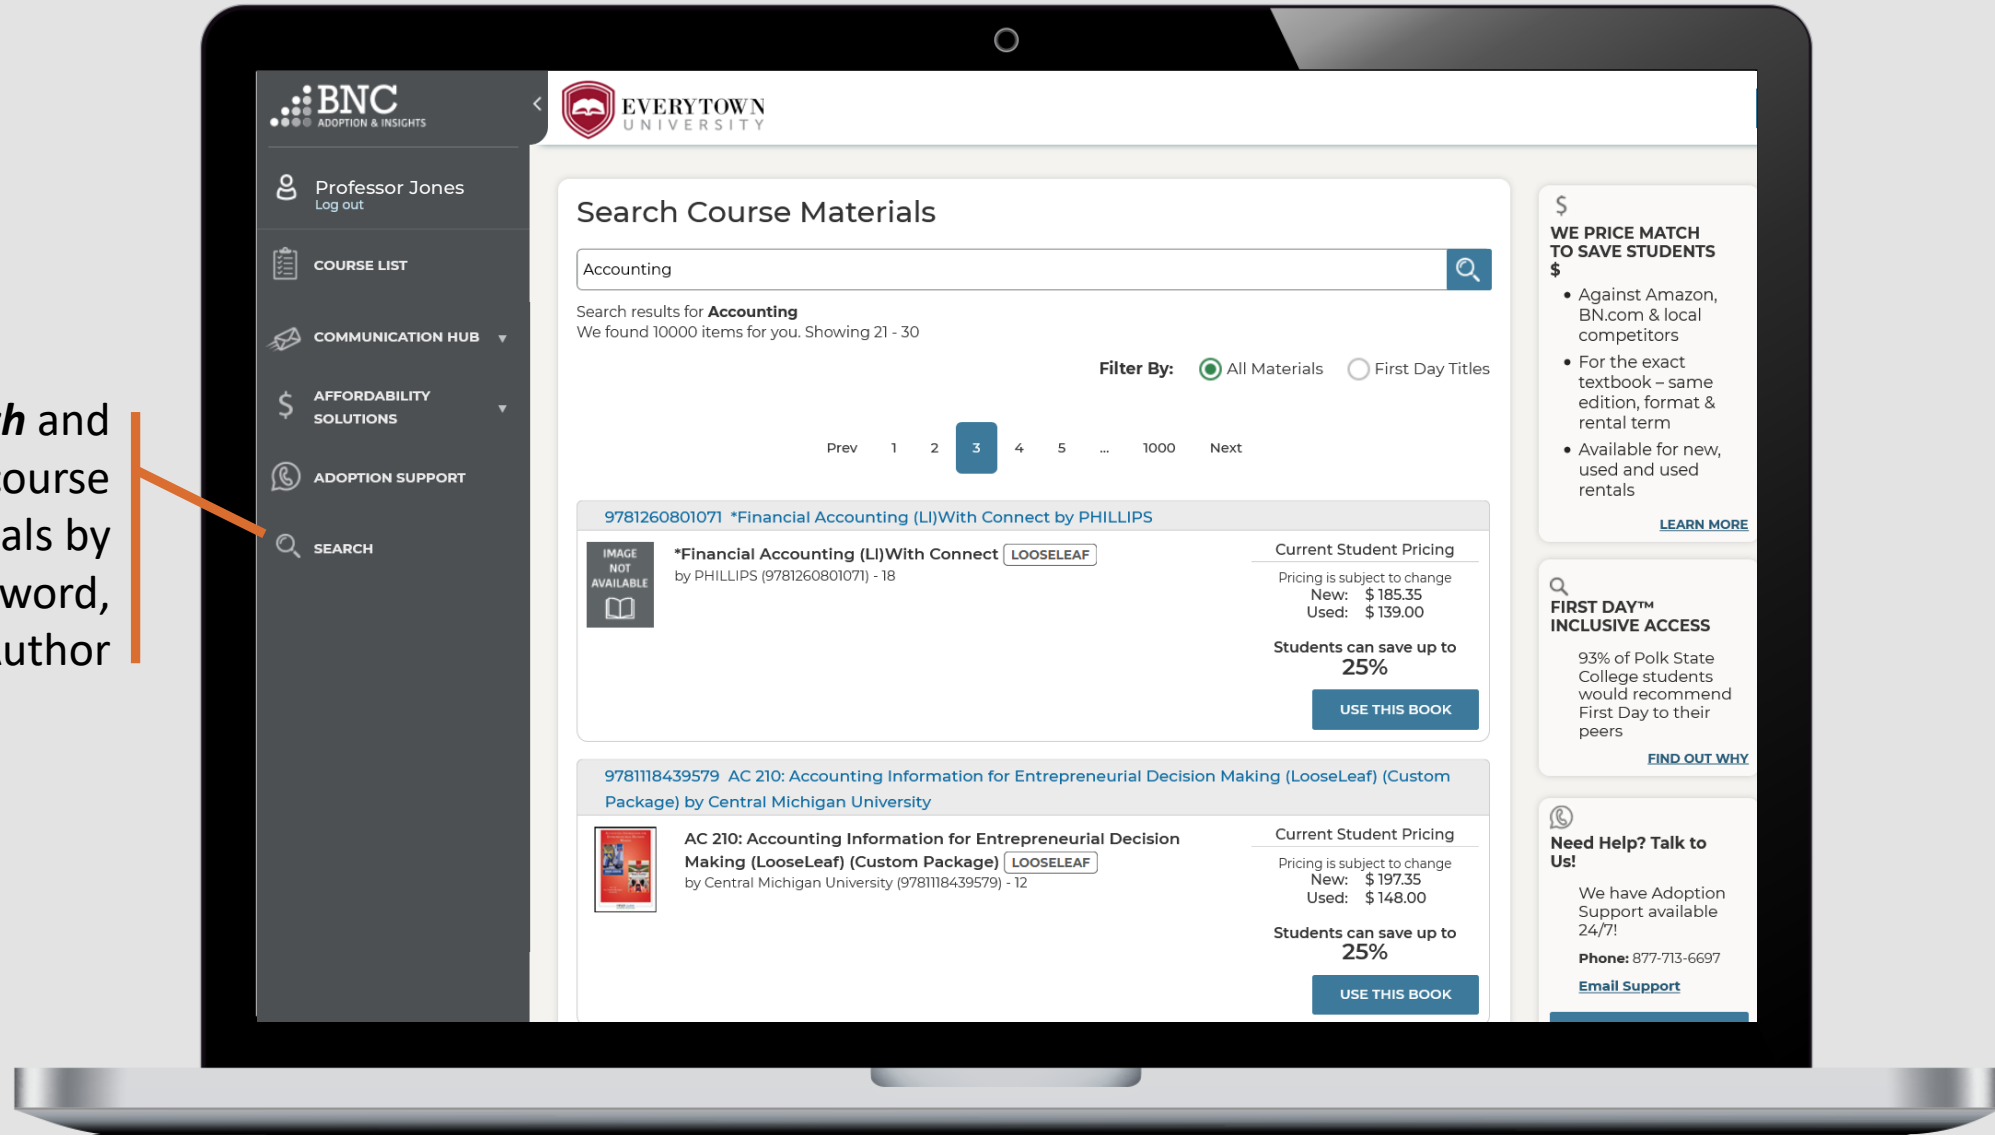 h and
course
als by
word,
uthor
BNC
ADOPTION & INSIGHTS
Professor Jones
Log out
COURSE LIST
COMMUNICATION HUB
AFFORDABILITY
SOLUTIONS
ADOPTION SUPPORT
SEARCH
EVERYTOWN
UNIVERSITY
Search Course Materials
Accounting
Search results for Accounting
We found 10000 items for you. Showing 21 - 30
Filter By: All Materials First Day Titles
Prev 1 2 3 4 5 ... 1000 Next
9781260801071 *Financial Accounting (Ll)With Connect by PHILLIPS
IMAGE
NOT
AVAILABLE
*Financial Accounting (Ll)With Connect LOOSELEAF
by PHILLIPS (9781260801071) - 18
Current Student Pricing
Pricing is subject to change
New: $ 185.35
Used: $ 139.00
Students can save up to
25%
USE THIS BOOK
9781118439579 AC 210: Accounting Information for Entrepreneurial Decision Making (LooseLeaf) (Custom
Package) by Central Michigan University
AC 210: Accounting Information for Entrepreneurial Decision
Making (LooseLeaf) (Custom Package) LOOSELEAF
by Central Michigan University (9781118439579) - 12
Current Student Pricing
Pricing is subject to change
New: $ 197.35
Used: $ 148.00
Students can save up to
25%
USE THIS BOOK
$
WE PRICE MATCH
TO SAVE STUDENTS
$
• Against Amazon,
BN.com & local
competitors
• For the exact
textbook – same
edition, format &
rental term
• Available for new,
used and used
rentals
LEARN MORE
FIRST DAY™
INCLUSIVE ACCESS
93% of Polk State
College students
would recommend
First Day to their
peers
FIND OUT WHY
Need Help? Talk to
Us!
We have Adoption
Support available
24/7!
Phone: 877-713-6697
Email Support